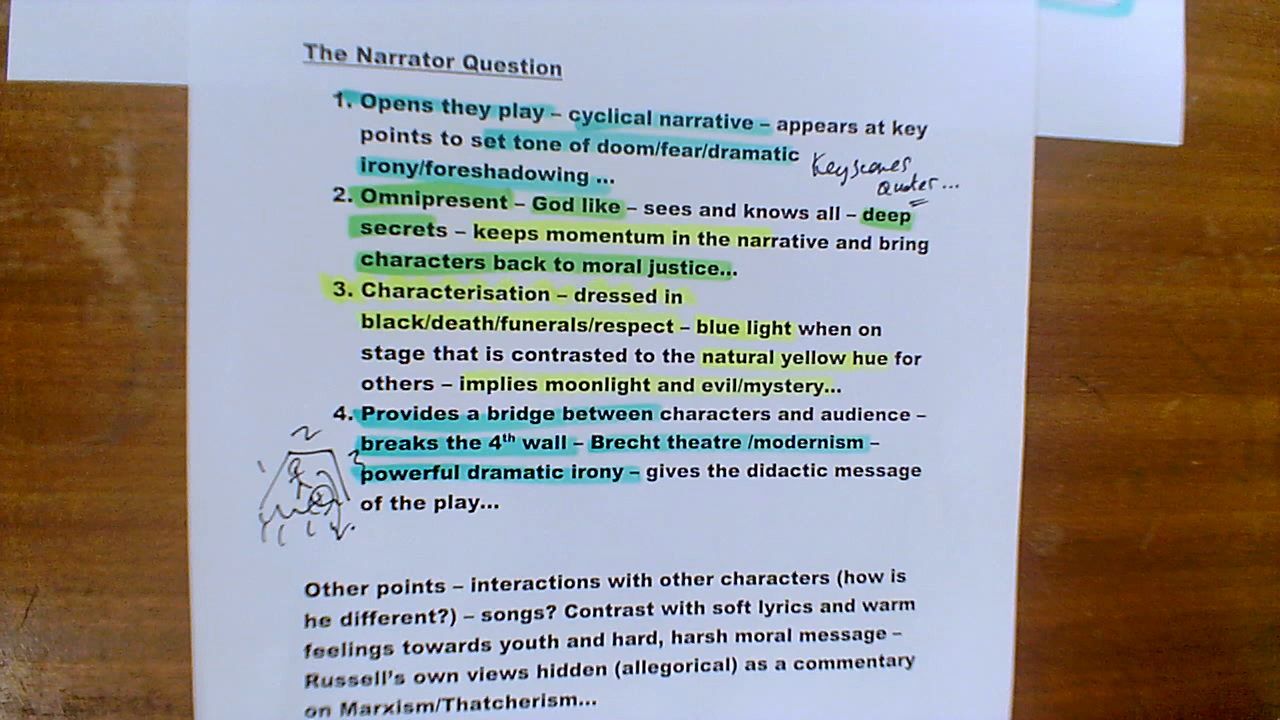 The Narrator Question
1. Opens they play – cyclical narrative – appears at key
points to set tone of doom/fear/dramatic
irony/foreshadowing ...
Key scenes
Quotes...
2. Omnipresent – God like – sees and knows all – deep
secrets – keeps momentum in the narrative and bring
characters back to moral justice...
3. Characterisation – dressed in
black/death/funerals/respect – blue light when on
stage that is contrasted to the natural yellow hue for
others – implies moonlight and evil/mystery...
4. Provides a bridge between characters and audience –
breaks the 4th wall – Brecht theatre /modernism –
powerful dramatic irony – gives the didactic message
of the play...
Other points – interactions with other characters (how is
he different?) – songs? Contrast with soft lyrics and warm
feelings towards youth and hard, harsh moral message –
Russell's own views hidden (allegorical) as a commentary
on Marxism/Thatcherism...